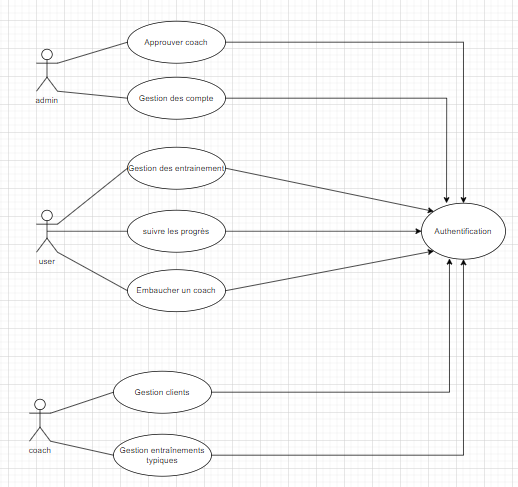 Approuver coach
admin
Gestion des compte
Gestion des entrainement
user
suivre les progrès
Authentification
Embaucher un coach
Gestion clients
coach
Gestion entraînements
typiques